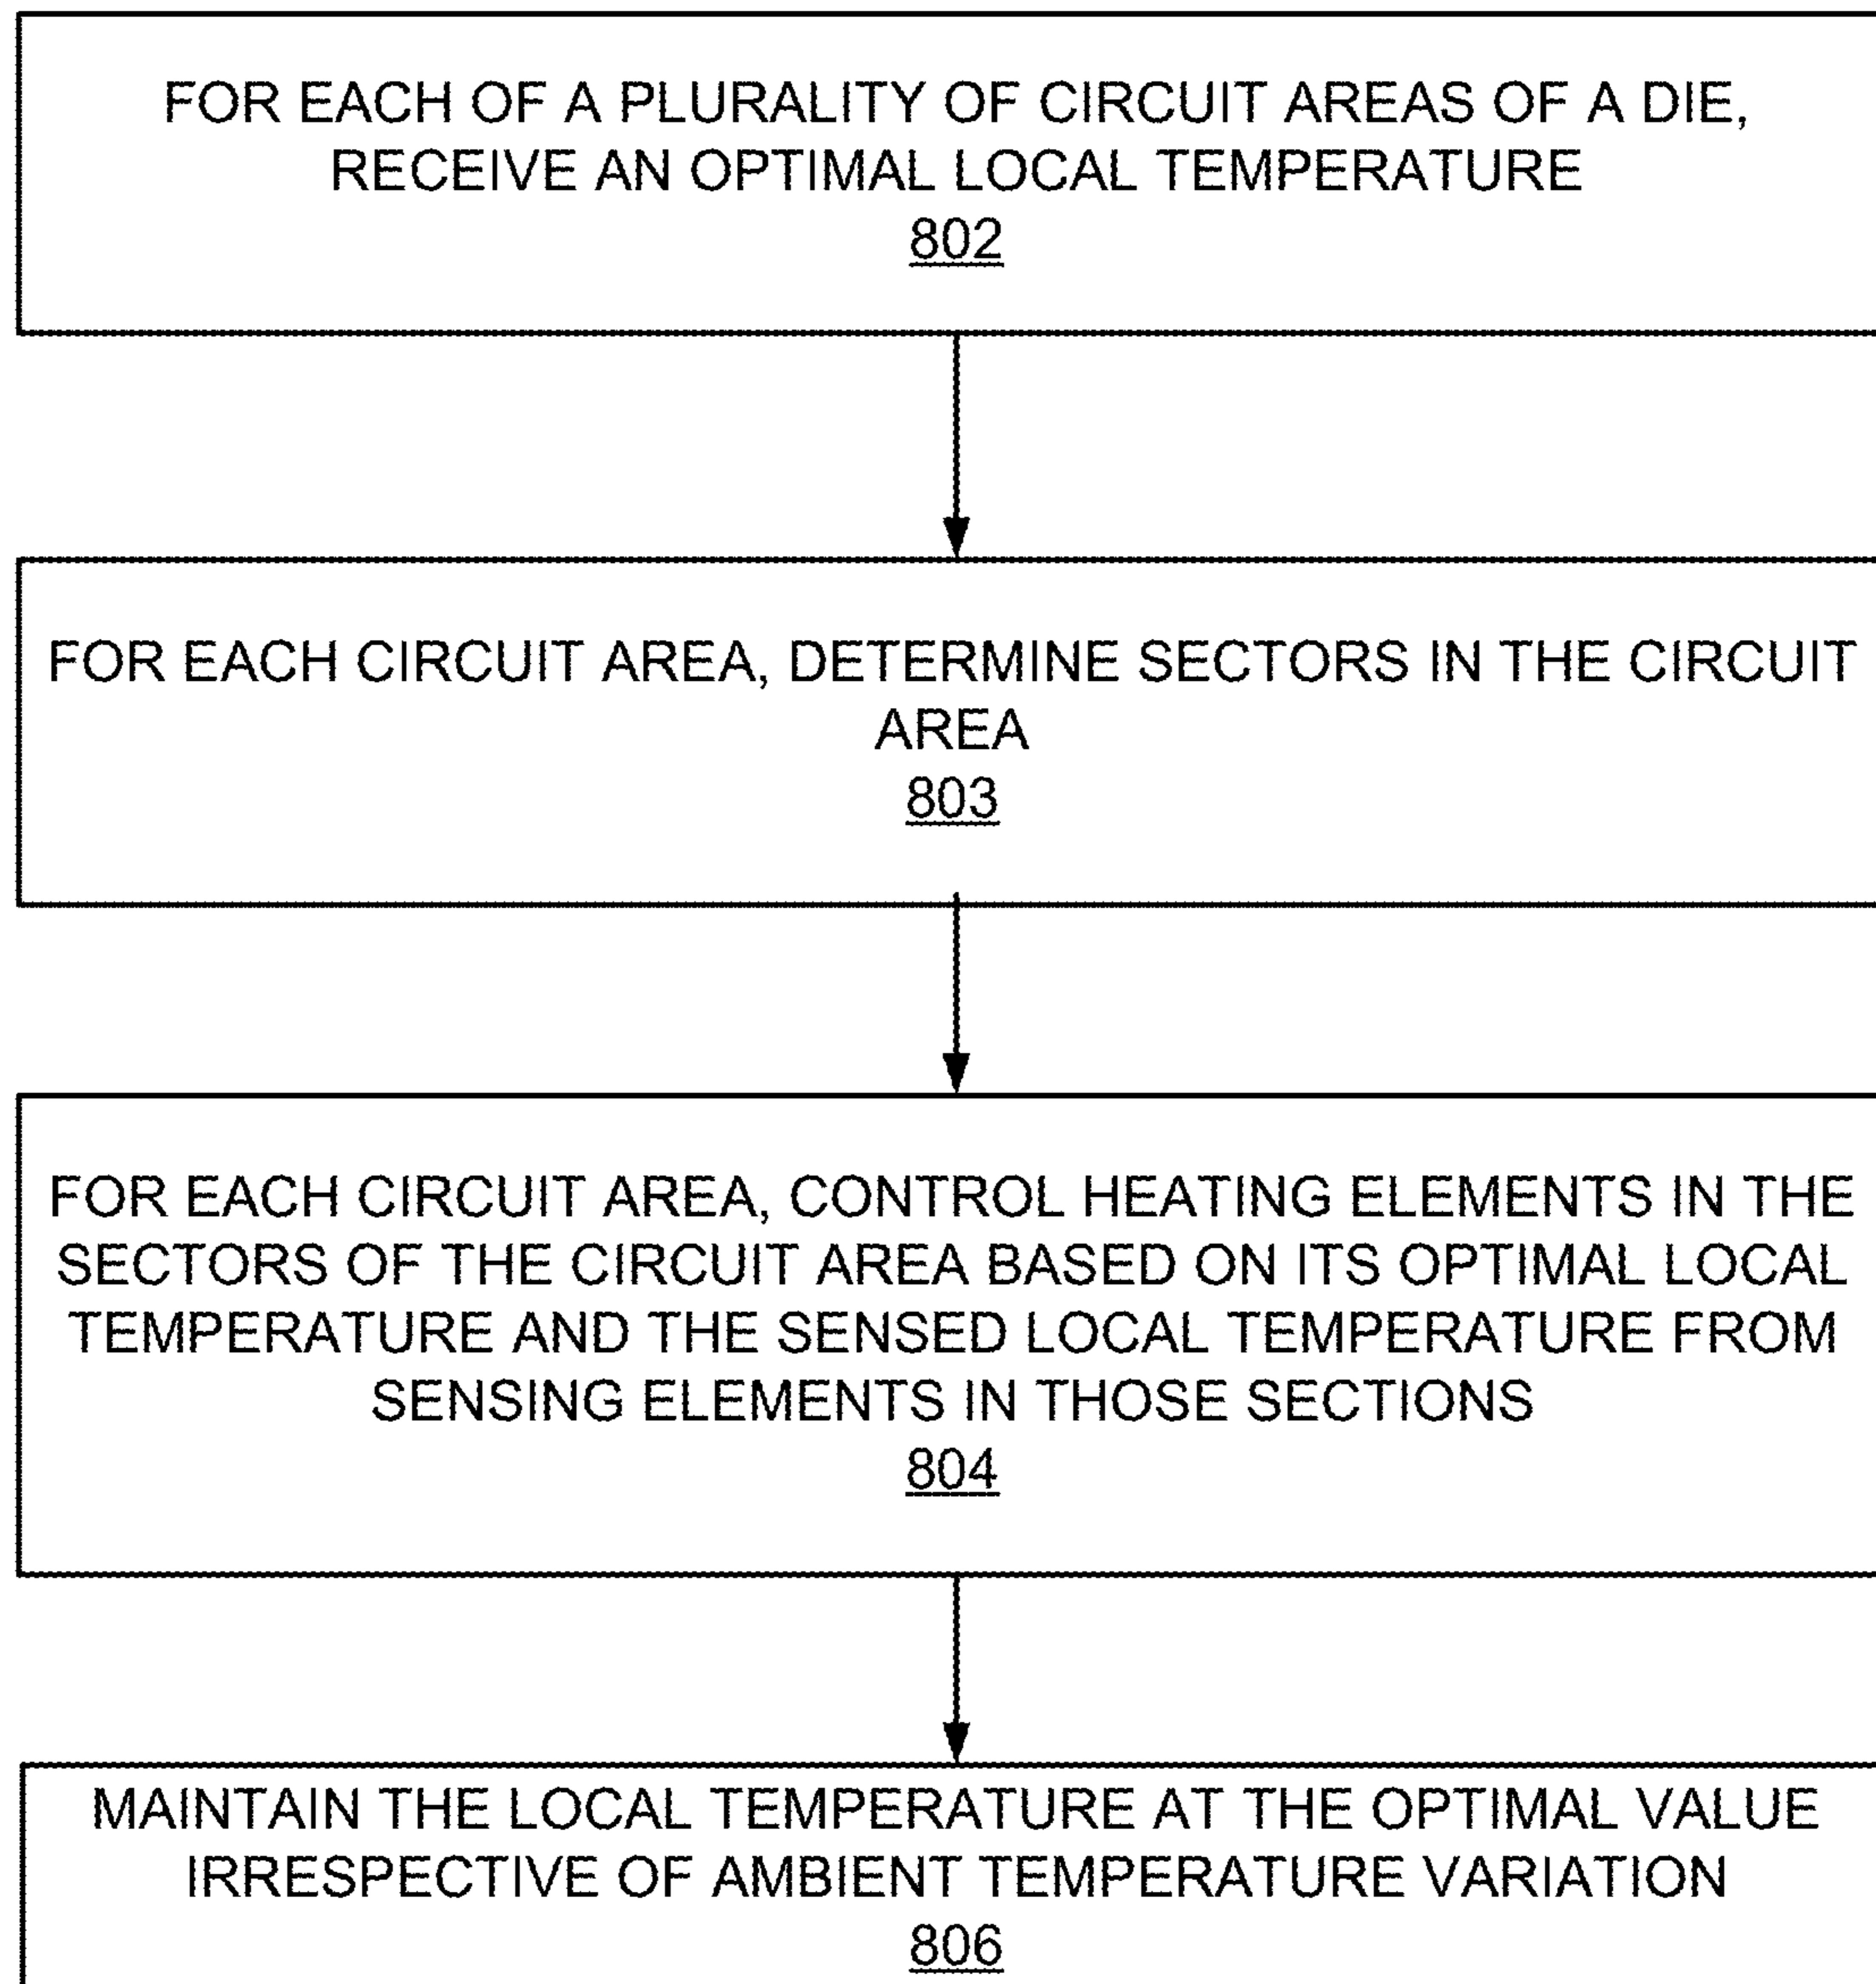 FOR EACH OF A PLURALITY OF CIRCUIT AREAS OF A DIE,
RECEIVE AN OPTIMAL LOCAL TEMPERATURE
802
FOR EACH CIRCUIT AREA, DETERMINE SECTORS IN THE CIRCUIT
AREA
803
FOR EACH CIRCUIT AREA, CONTROL HEATING ELEMENTS IN THE
SECTORS OF THE CIRCUIT AREA BASED ON ITS OPTIMAL LOCAL
TEMPERATURE AND THE SENSED LOCAL TEMPERATURE FROM
SENSING ELEMENTS IN THOSE SECTIONS
804
MAINTAIN THE LOCAL TEMPERATURE AT THE OPTIMAL VALUE
IRRESPECTIVE OF AMBIENT TEMPERATURE VARIATION
806